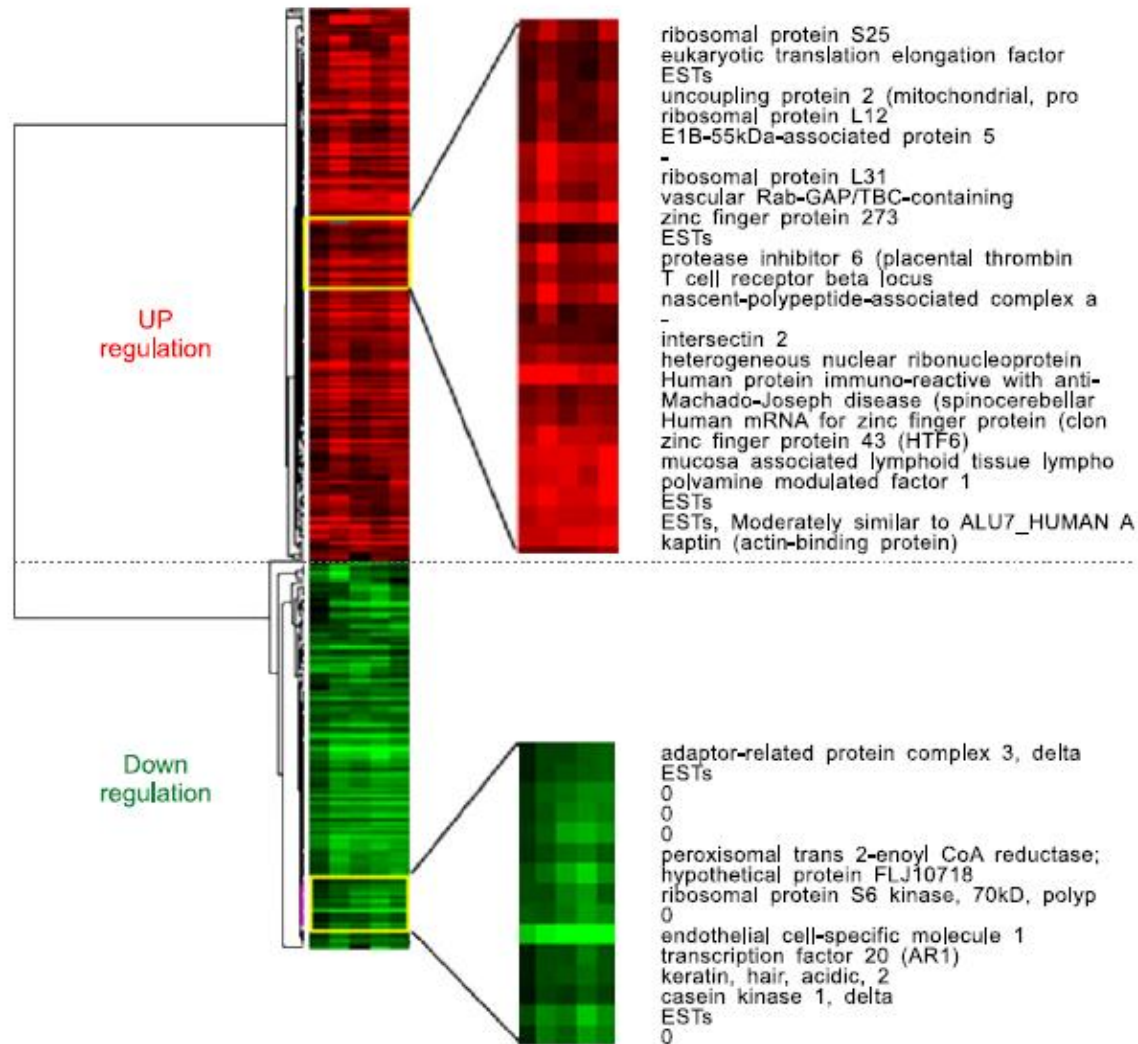 ribosomal protein S25
eukaryotic translation elongation factor
ESTs
uncoupling protein 2 (mitochondrial, pro
ribosomal protein L12
E1B-55kDa-associated protein 5
-
ribosomal protein L31
vascular Rab-GAP/TBC-containing
zinc finger protein 273
ESTs
protease inhibitor 6 (placental thrombin
T cell receptor beta locus
nascent-polypeptide-associated complex a
-
intersectin 2
heterogeneous nuclear ribonucleoprotein
Human protein immuno-reactive with anti-
Machado-Joseph disease (spinocerebellar
Human mRNA for zinc finger protein (clon
zinc finger protein 43 (HTF6)
mucosa associated lymphoid tissue lympho
polvamine modulated factor 1
ESTs
ESTs, Moderately similar to ALU7_HUMAN A
kaptin (actin-binding protein)
UP
regulation
Down
regulation
adaptor-related protein complex 3, delta
ESTs
0
0
0
peroxisomal trans 2-enoyl CoA reductase;
hypothetical protein FLJ10718
ribosomal protein S6 kinase, 70kD, polyp
0
endothelial cell-specific molecule 1
transcription factor 20 (AR1)
keratin, hair, acidic, 2
casein kinase 1, delta
ESTs
0